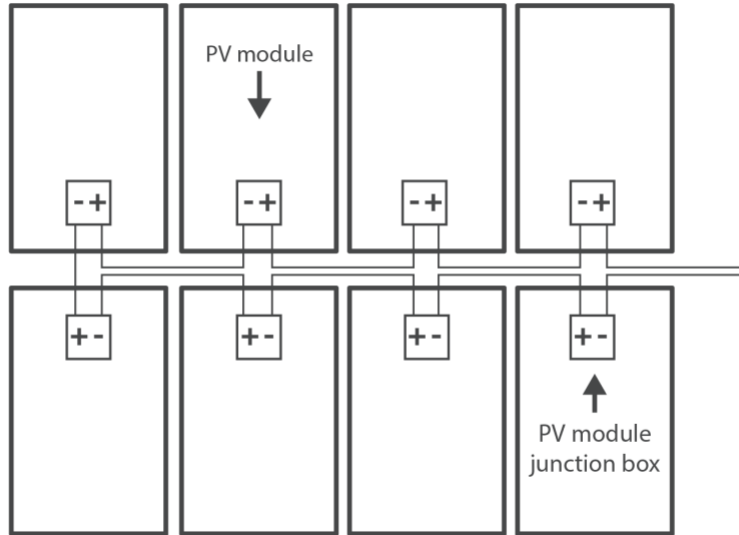 PV module
- + - + - + - +
+ - + - + - + -
PV module
junction box